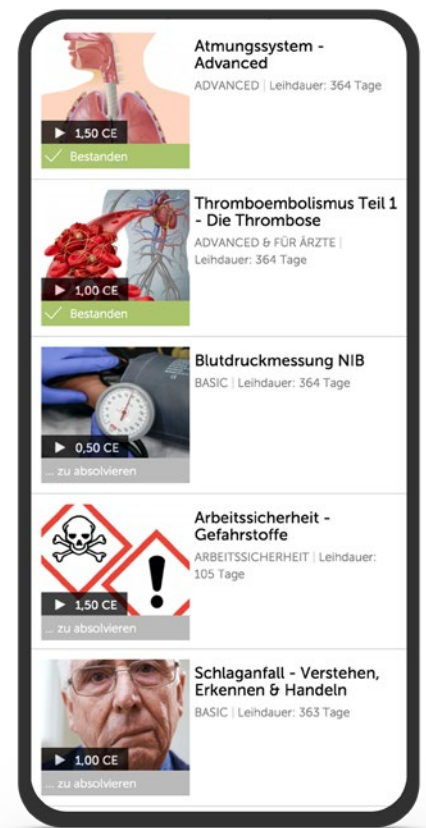 Atmungssystem -
Advanced
ADVANCED | Leihdauer: 364 Tage
1,50 CE
Bestanden
Thromboembolismus Teil 1
- Die Thrombose
ADVANCED & FÜR ÄRZTE |
Leihdauer: 364 Tage
1,00 CE
Bestanden
Blutdruckmessung NIB
BASIC | Leihdauer: 364 Tage
0,50 CE
... zu absolvieren
Arbeitssicherheit -
Gefahrstoffe
ARBEITSSICHERHEIT | Leihdauer:
105 Tage
1,50 CE
... zu absolvieren
Schlaganfall - Verstehen,
Erkennen & Handeln
BASIC | Leihdauer: 363 Tage
1,00 CE
... zu absolvieren